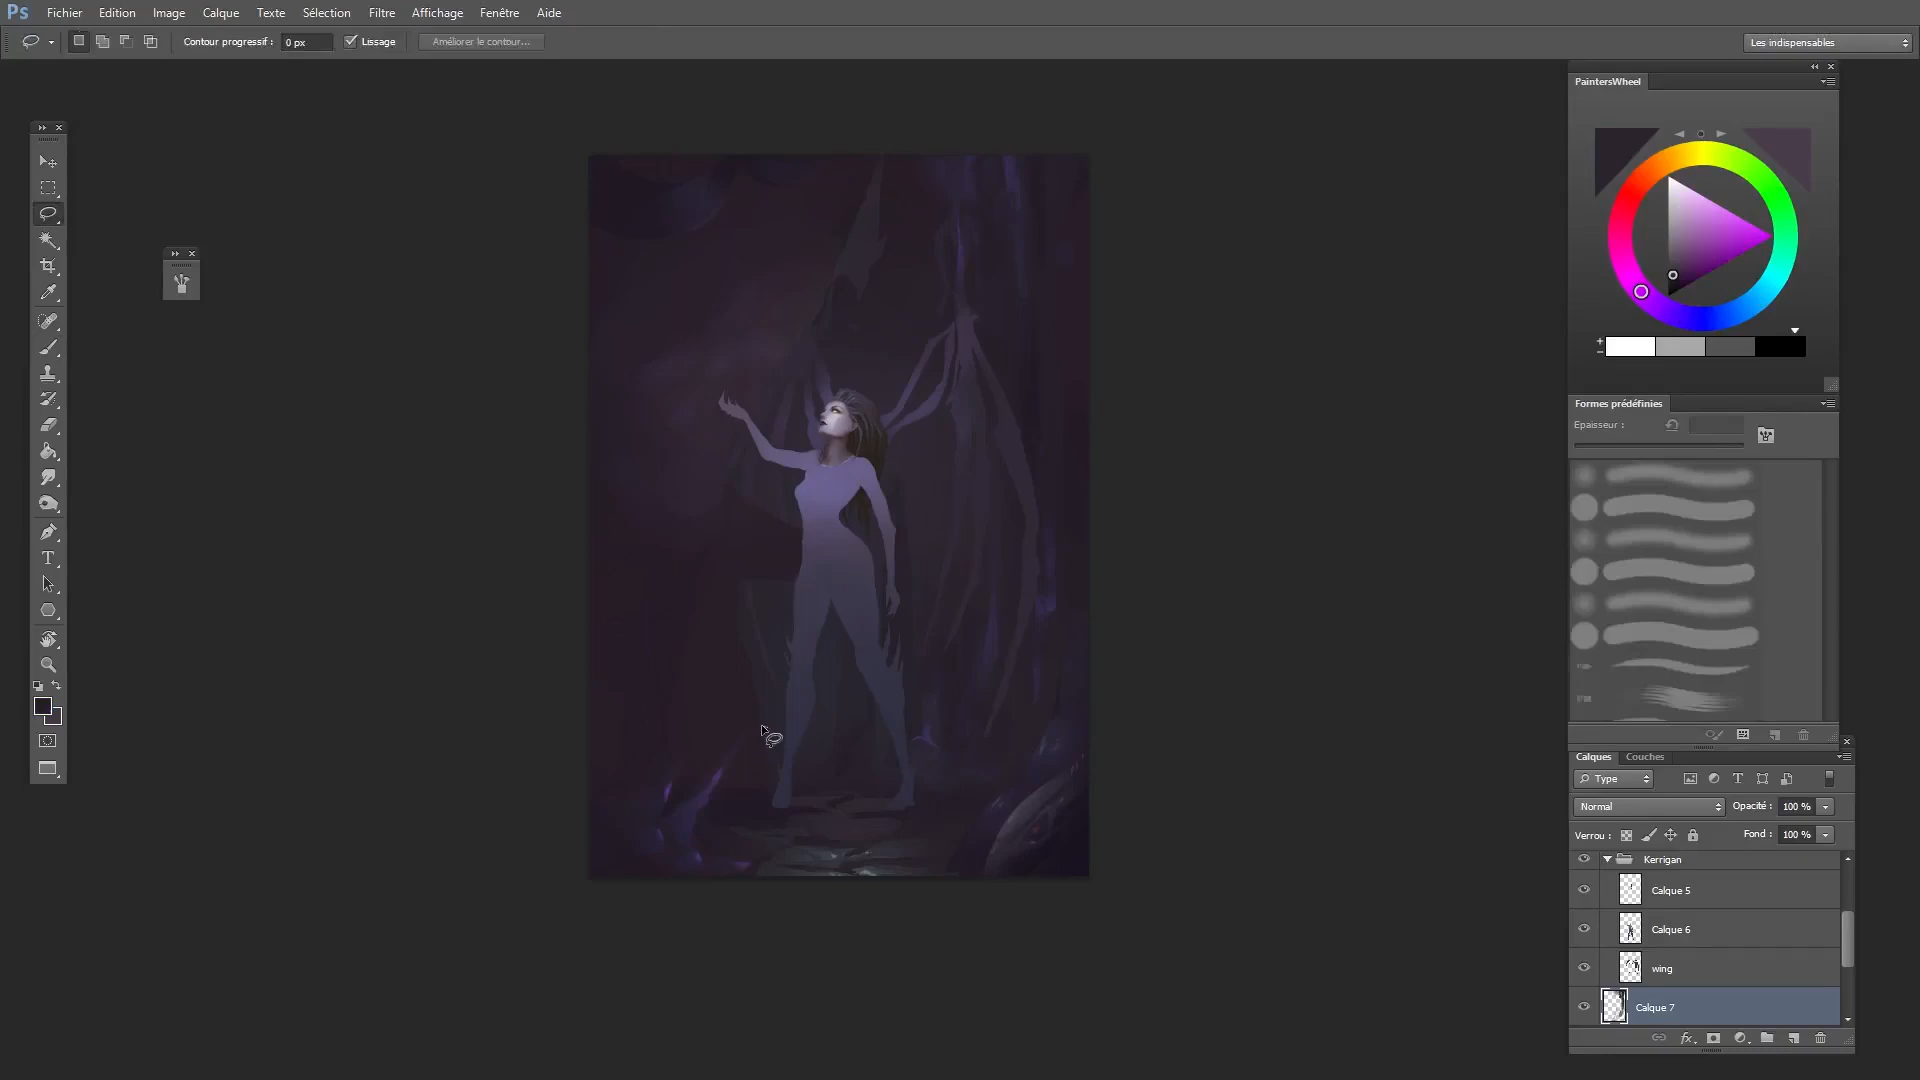 Ps Fichier Edition Image Calque Texte Sélection Filtre Affichage Fenêtre Aide
Contour progressif : 0 px Lissage Améliorer le contour... Les indispensables
PaintersWheel
Formes prédéfinies
Epaisseur :
Calques Couches
Type
Normal Opacité : 100 %
Verrou : Fond : 100 %
Kerrigan
Calque 5
Calque 6
wing
Calque 7
fx